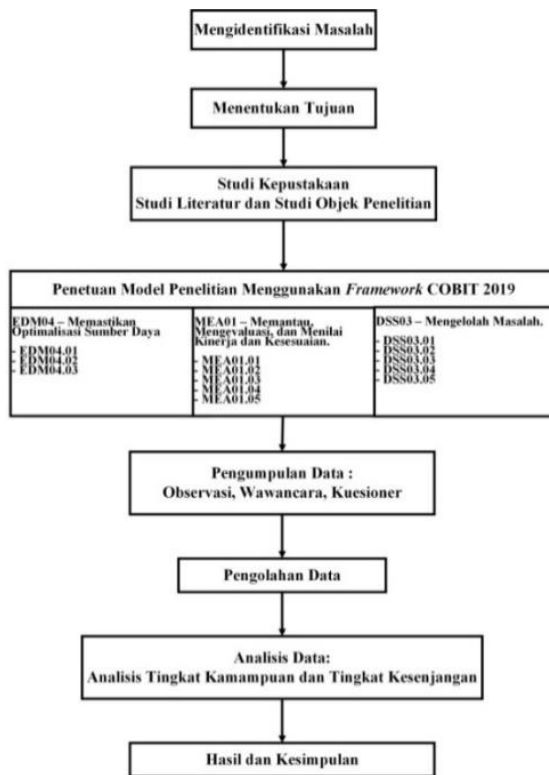 Mengidentifikasi Masalah
Menentukan Tujuan
Studi Kepustakaan
Studi Literatur dan Studi Objek Penelitian
Penetuan Model Penelitian Menggunakan Framework COBIT 2019
EDM04 – Memastikan
Optimalisasi Sumber Daya
- EDM04.01
- EDM04.02
- EDM04.03
MEA01 – Memantau,
Mengevaluasi, dan Menilai
Kinerja dan Kesesuaian.
- MEA01.01
- MEA01.02
- MEA01.03
- MEA01.04
- MEA01.05
DSS03 – Mengelolah Masalah.
- DSS03.01
- DSS03.02
- DSS03.03
- DSS03.04
- DSS03.05
Pengumpulan Data :
Observasi, Wawancara, Kuesioner
Pengolahan Data
Analisis Data:
Analisis Tingkat Kamampuan dan Tingkat Kesenjangan
Hasil dan Kesimpulan